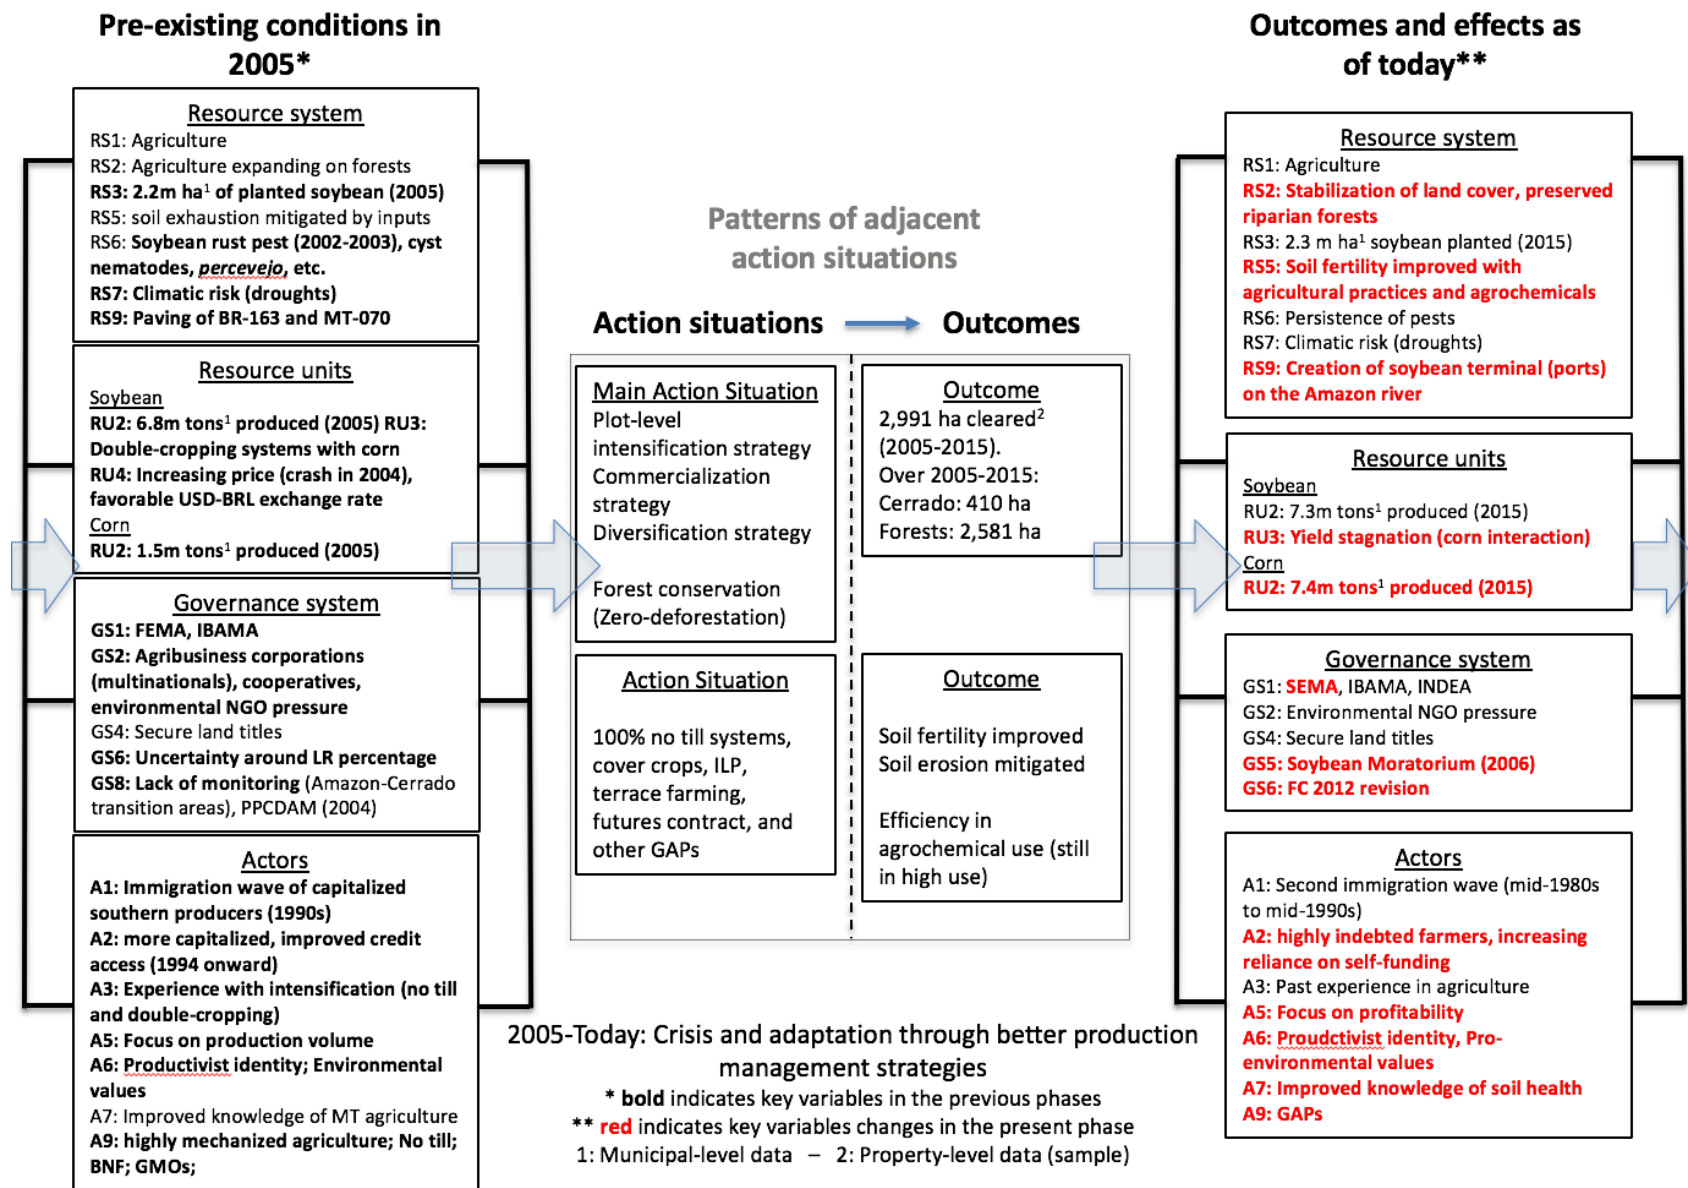 Pre-existing conditions in
2005*
Resource system
RS1: Agriculture
RS2: Agriculture expanding on forests
RS3: 2.2m ha¹ of planted soybean (2005)
RS5: soil exhaustion mitigated by inputs
RS6: Soybean rust pest (2002-2003), cyst
nematodes, percevejo, etc.
RS7: Climatic risk (droughts)
RS9: Paving of BR-163 and MT-070
Resource units
Soybean
RU2: 6.8m tons¹ produced (2005) RU3:
Double-cropping systems with corn
RU4: Increasing price (crash in 2004),
favorable USD-BRL exchange rate
Corn
RU2: 1.5m tons¹ produced (2005)
Governance system
GS1: FEMA, IBAMA
GS2: Agribusiness corporations
(multinationals), cooperatives,
environmental NGO pressure
GS4: Secure land titles
GS6: Uncertainty around LR percentage
GS8: Lack of monitoring (Amazon-Cerrado
transition areas), PPCDAM (2004)
Actors
A1: Immigration wave of capitalized
southern producers (1990s)
A2: more capitalized, improved credit
access (1994 onward)
A3: Experience with intensification (no till
and double-cropping)
A5: Focus on production volume
A6: Productivist identity; Environmental
values
A7: Improved knowledge of MT agriculture
A9: highly mechanized agriculture; No till;
BNF; GMOs;
Patterns of adjacent
action situations
Action situations
Outcomes
Main Action Situation
Plot-level
intensification strategy
Commercialization
strategy
Diversification strategy
Forest conservation
(Zero-deforestation)
Outcome
2,991 ha cleared²
(2005-2015).
Over 2005-2015:
Cerrado: 410 ha
Forests: 2,581 ha
Action Situation
100% no till systems,
cover crops, ILP,
terrace farming,
futures contract, and
other GAPs
Outcome
Soil fertility improved
Soil erosion mitigated
Efficiency in
agrochemical use (still
in high use)
2005-Today: Crisis and adaptation through better production
management strategies
* bold indicates key variables in the previous phases
** red indicates key variables changes in the present phase
1: Municipal-level data – 2: Property-level data (sample)
Outcomes and effects as
of today**
Resource system
RS1: Agriculture
RS2: Stabilization of land cover, preserved
riparian forests
RS3: 2.3 m ha¹ soybean planted (2015)
RS5: Soil fertility improved with
agricultural practices and agrochemicals
RS6: Persistence of pests
RS7: Climatic risk (droughts)
RS9: Creation of soybean terminal (ports)
on the Amazon river
Resource units
Soybean
RU2: 7.3m tons¹ produced (2015)
RU3: Yield stagnation (corn interaction)
Corn
RU2: 7.4m tons¹ produced (2015)
Governance system
GS1: SEMA, IBAMA, INDEA
GS2: Environmental NGO pressure
GS4: Secure land titles
GS5: Soybean Moratorium (2006)
GS6: FC 2012 revision
Actors
A1: Second immigration wave (mid-1980s
to mid-1990s)
A2: highly indebted farmers, increasing
reliance on self-funding
A3: Past experience in agriculture
A5: Focus on profitability
A6: Proudctivist identity, Pro-
environmental values
A7: Improved knowledge of soil health
A9: GAPs